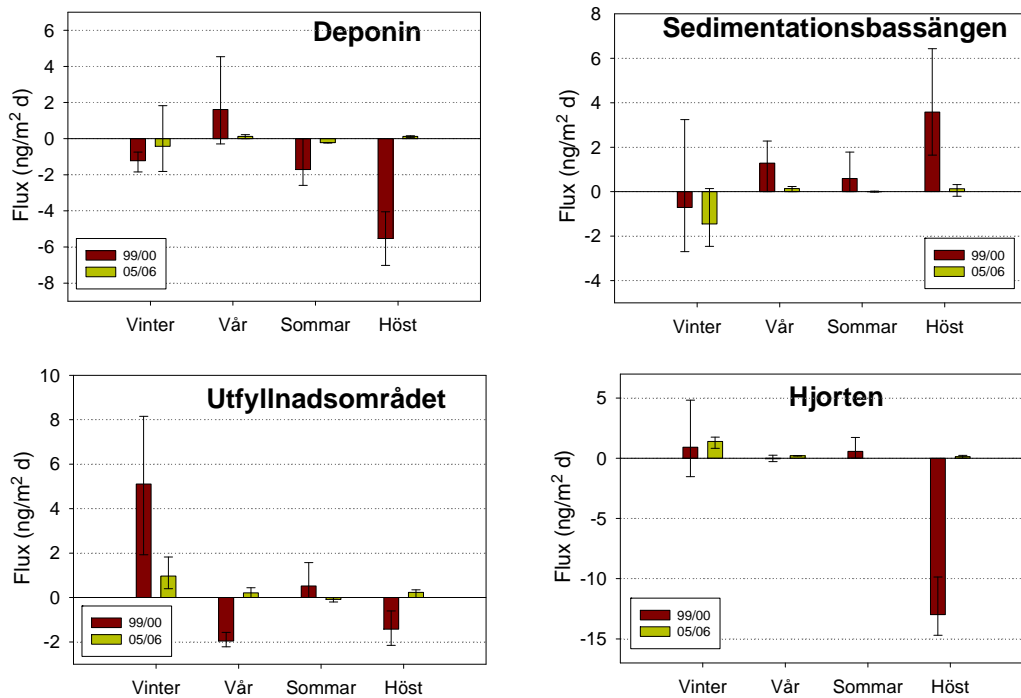 Deponin
Flux (ng/m² d)
6
4
2
0
-2
-4
-6
-8
99/00
05/06
Vinter Vår Sommar Höst
Sedimentationsbassängen
Flux (ng/m² d)
8
6
4
2
0
-2
-4
99/00
05/06
Vinter Vår Sommar Höst
Utfyllnadsområdet
Flux (ng/m² d)
10
8
6
4
2
0
-2
99/00
05/06
Vinter Vår Sommar Höst
Hjorten
Flux (ng/m² d)
5
0
-5
-10
-15
99/00
05/06
Vinter Vår Sommar Höst